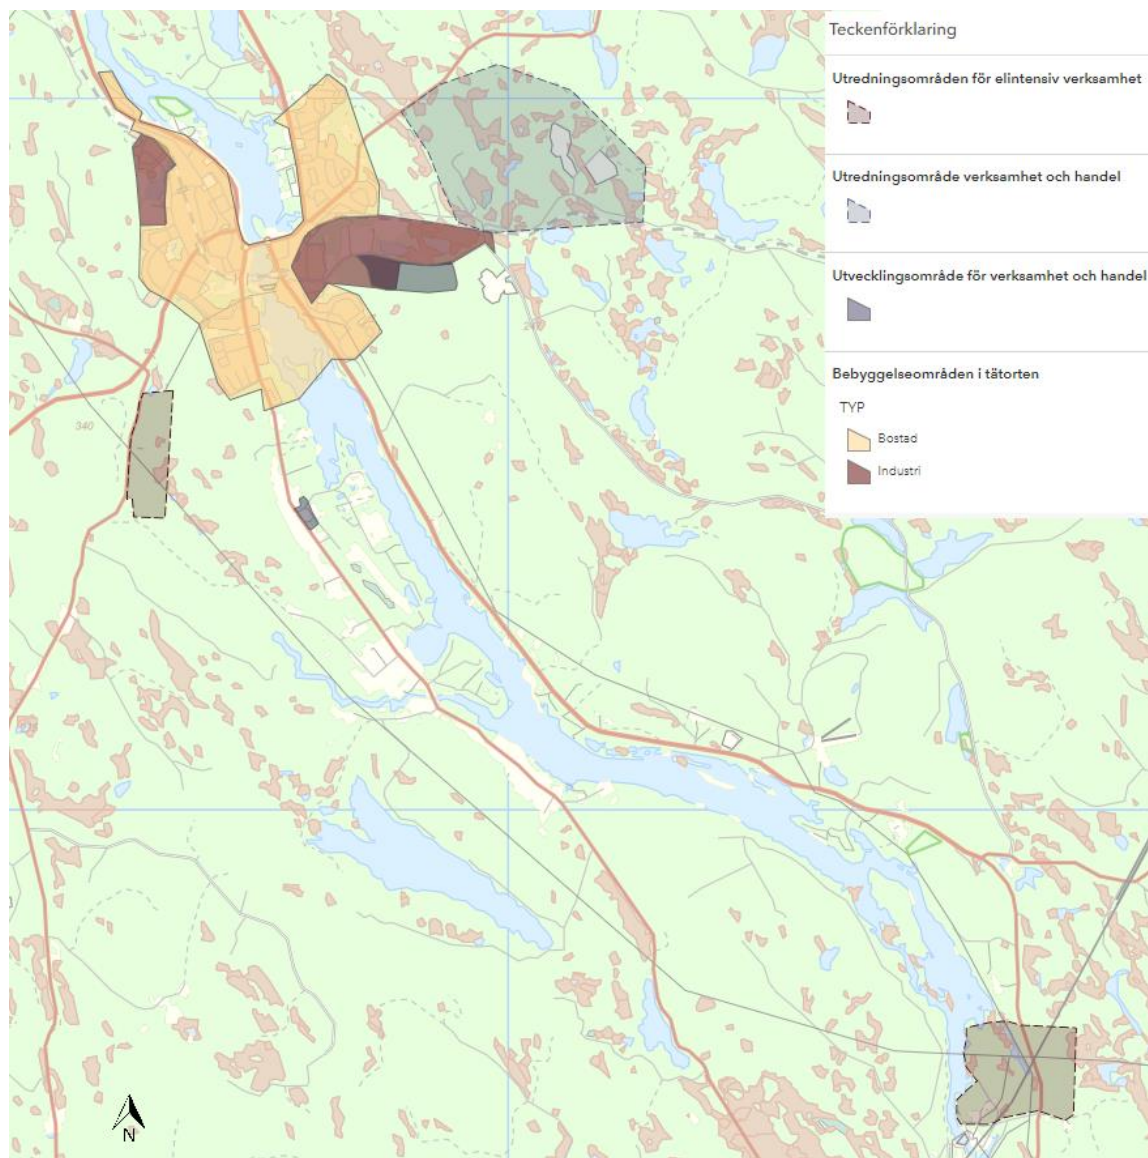 Teckenförklaring
Utredningsområden för elintensiv verksamhet
Utredningsområde verksamhet och handel
Utvecklingsområde för verksamhet och handel
Bebyggelseområden i tätorten
TYP
Bostad
Industri
340
N